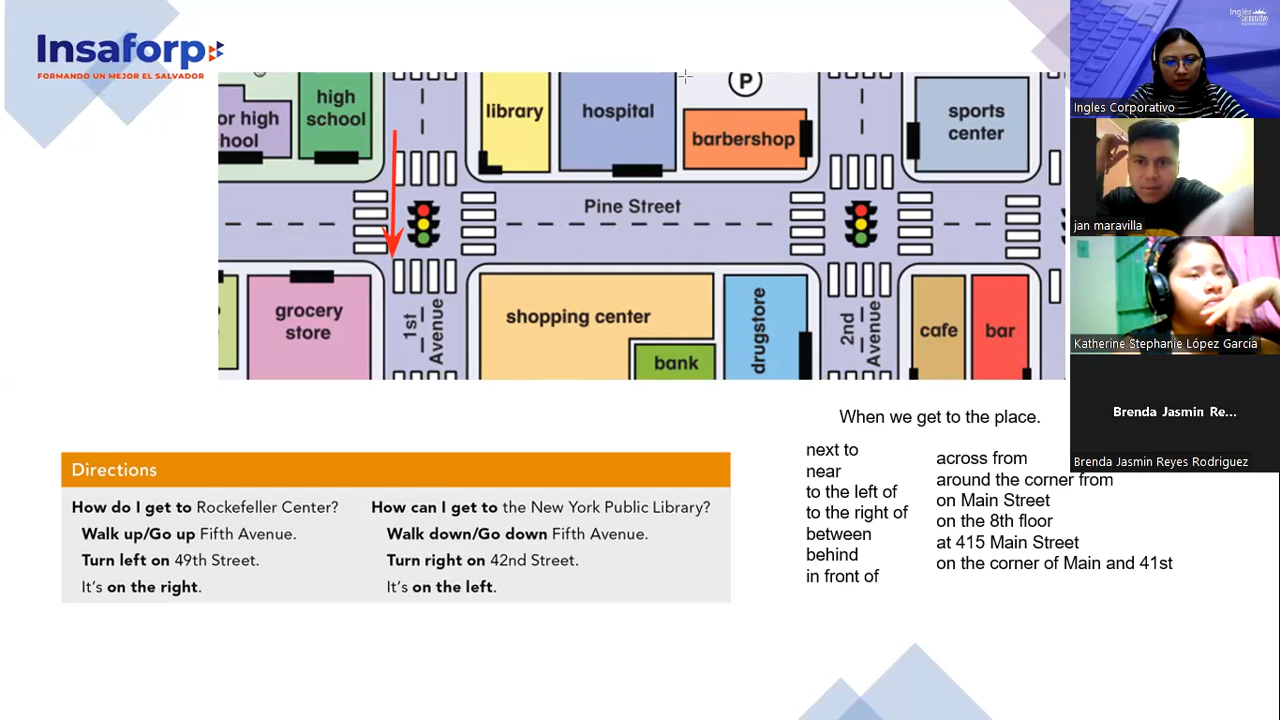 Insaforp
FORMANDO UN MEJOR EL SALVADOR
or high
hool
high
school
library
hospital
P
barbershop
sports
center
Pine Street
grocery
store
1st
Avenue
shopping center
bank
drugstore
2nd
Avenue
cafe
bar
Inglés
Corporativo
Ingles Corporativo
jan maravilla
Katherine Stephanie López García
Brenda Jasmin Re...
Brenda Jasmin Reyes Rodriguez
When we get to the place.
next to
near
to the left of
to the right of
between
behind
in front of
across from
around the corner from
on Main Street
on the 8th floor
at 415 Main Street
on the corner of Main and 41st
Directions
How do I get to Rockefeller Center?
Walk up/Go up Fifth Avenue.
Turn left on 49th Street.
It's on the right.
How can I get to the New York Public Library?
Walk down/Go down Fifth Avenue.
Turn right on 42nd Street.
It's on the left.